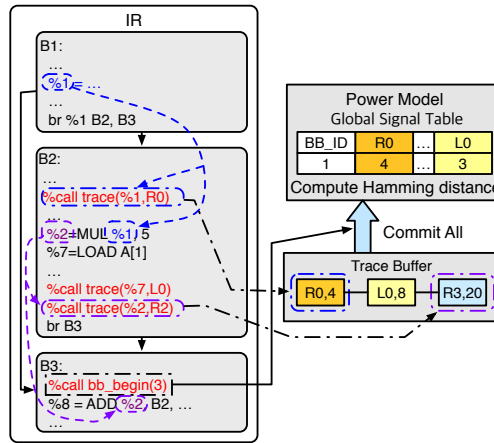 IR
B1:
...
%1 = ...
...
br %1 B2, B3
B2:
...
%call trace(%1,R0)
...
%2=MUL %1, 5
%7=LOAD A[1]
...
%call trace(%7,L0)
%call trace(%2,R2)
br B3
B3:
%call bb_begin(3)
%8 = ADD %2, B2, ...
...
Power Model
Global Signal Table
BB_ID R0 ... L0
1 4 3
Compute Hamming distance
Commit All
Trace Buffer
R0,4 L0,8 R3,20